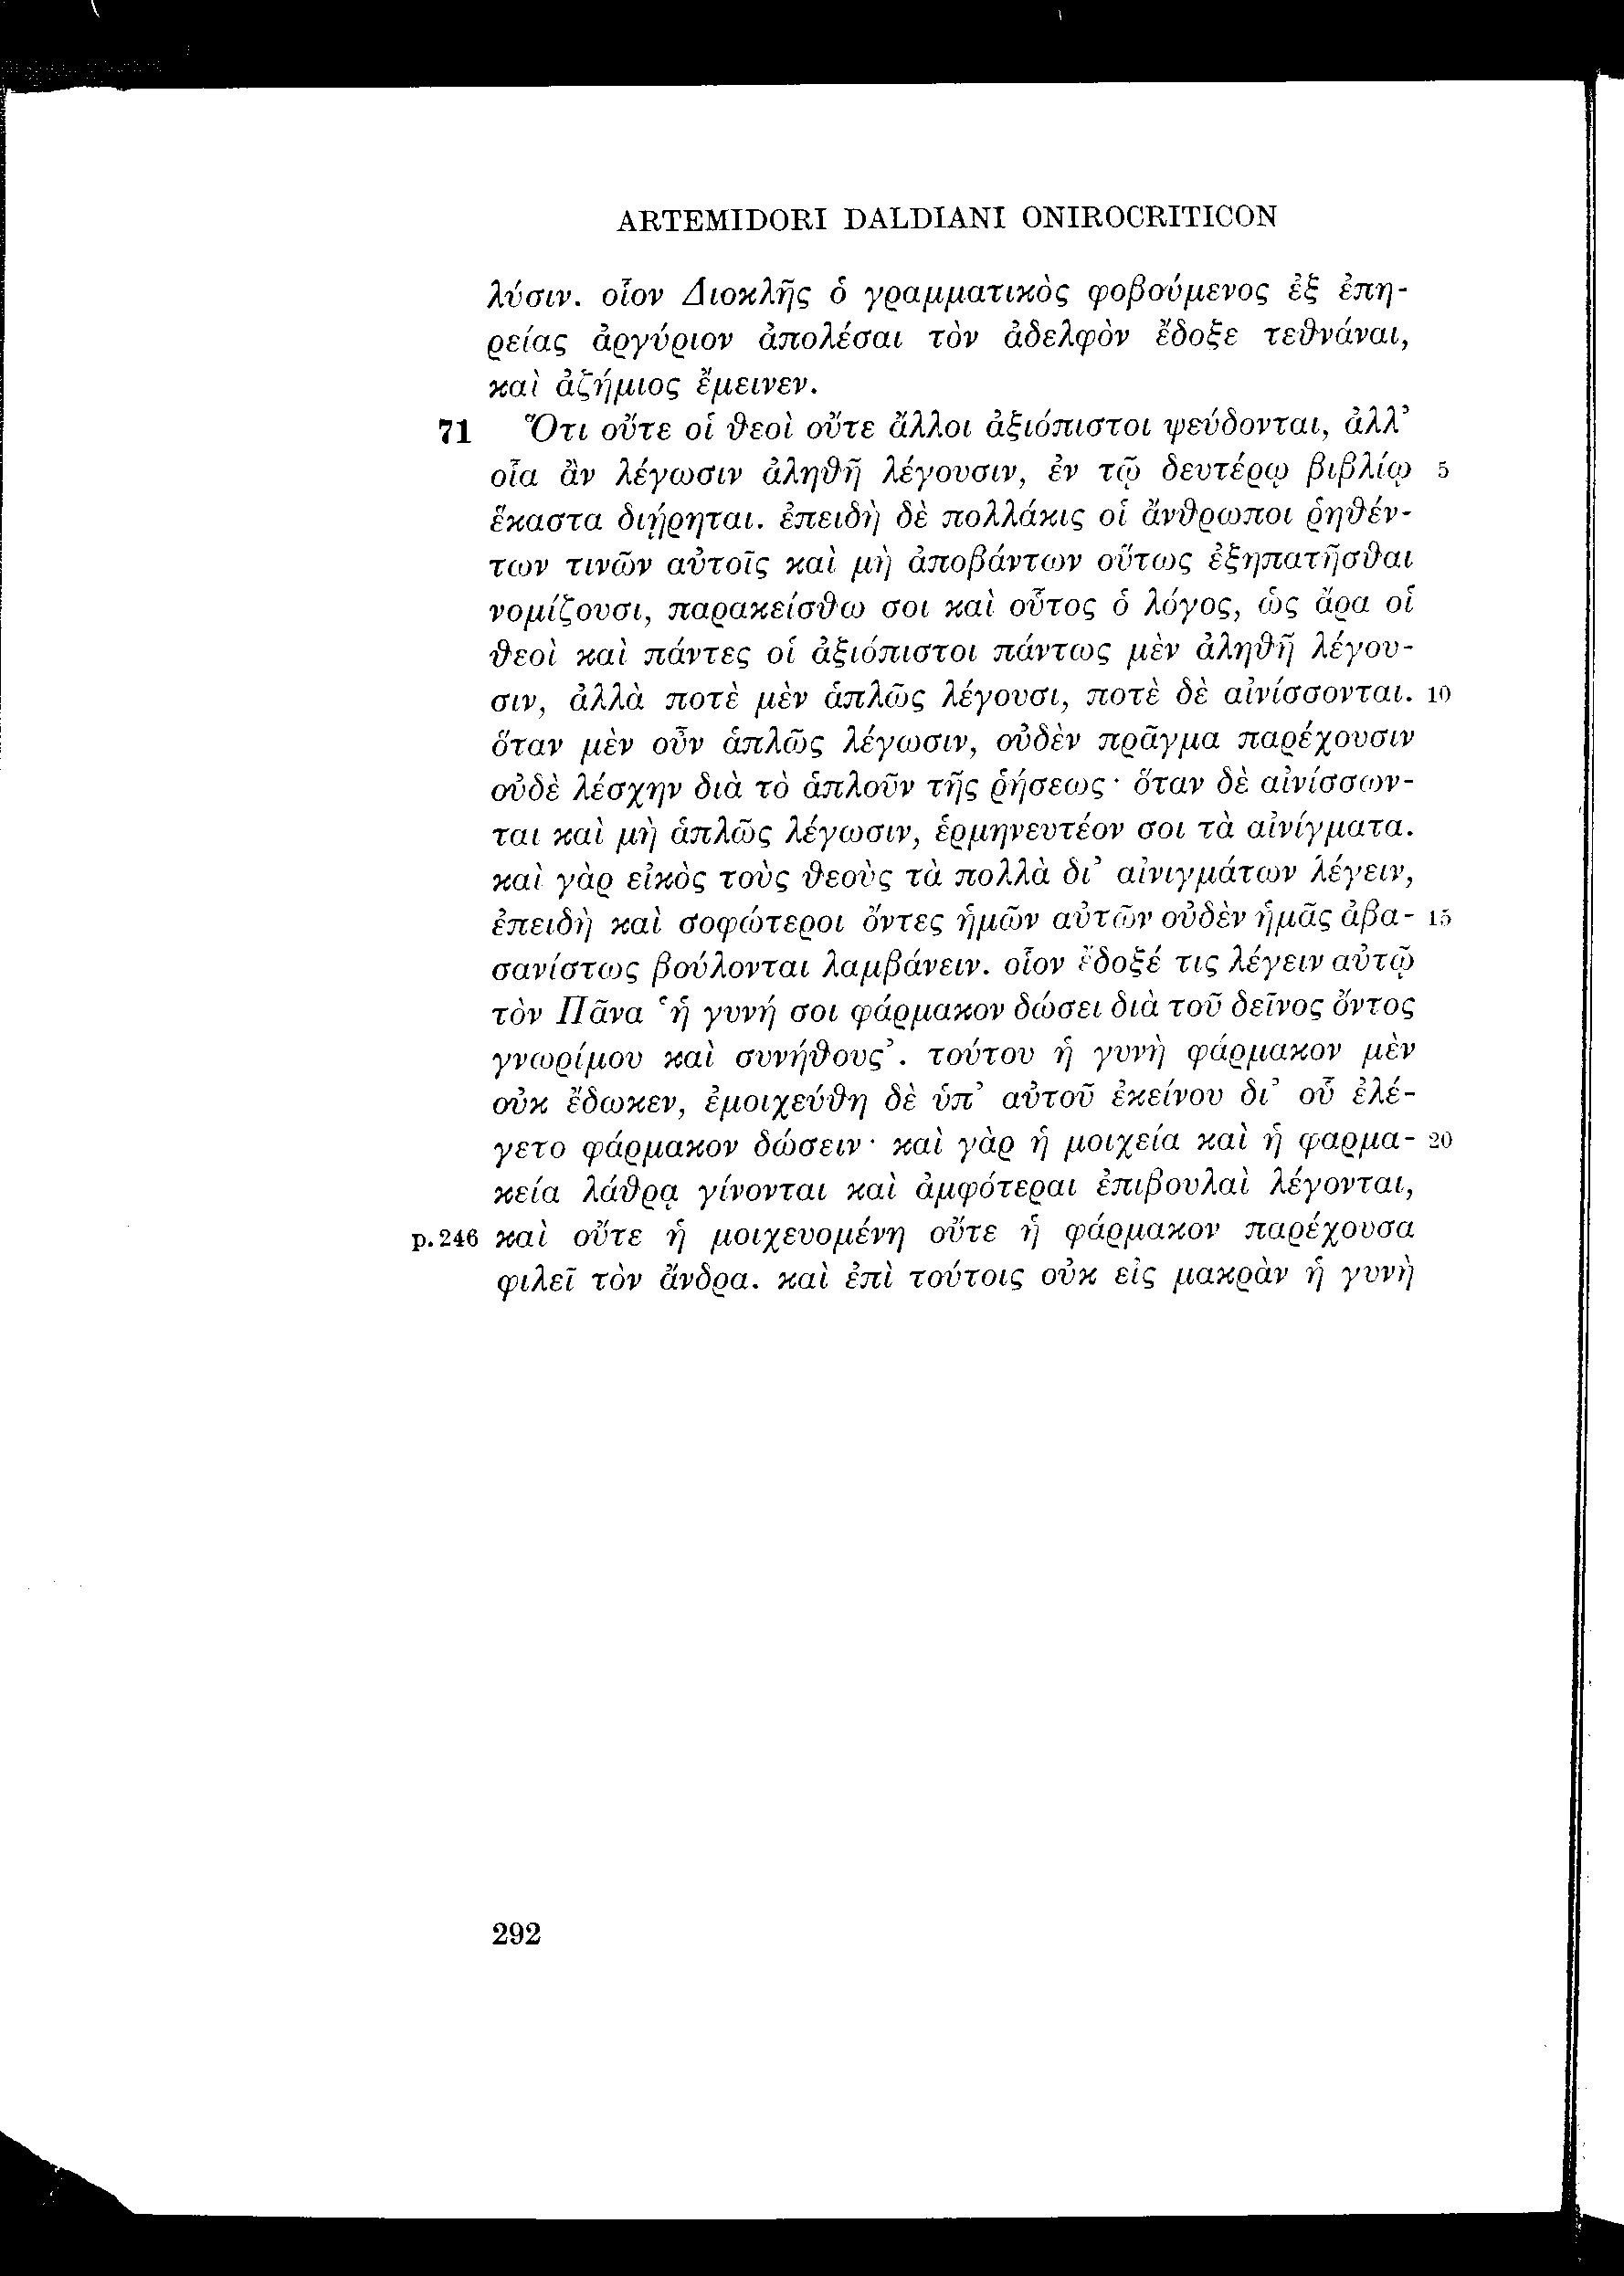 ARTEMIDORI DALDIANI ONIROCRITICON
λύσιν. οἷον Διοκλῆς ὁ γραμματικὸς φοβούμενος ἐξ ἐπη-
ρείας ἀργύριον ἀπολέσαι τὸν ἀδελφὸν ἔδοξε τεθνάναι,
καὶ ἀζήμιος ἔμεινεν.
71 Ὅτι οὔτε οἱ θεοὶ οὔτε ἄλλοι ἀξιόπιστοι ψεύδονται, ἀλλ’
οἷα ἂν λέγωσιν ἀληθῆ λέγουσιν, ἐν τῷ δευτέρῳ βιβλίῳ 5
ἕκαστα διῄρηται. ἐπειδὴ δὲ πολλάκις οἱ ἄνθρωποι ῥηθέν-
των τινῶν αὐτοῖς καὶ μὴ ἀποβάντων οὕτως ἐξηπατῆσθαι
νομίζουσι, παρακείσθω σοι καὶ οὗτος ὁ λόγος, ὡς ἄρα οἱ
θεοὶ καὶ πάντες οἱ ἀξιόπιστοι πάντως μὲν ἀληθῆ λέγου-
σιν, ἀλλὰ ποτὲ μὲν ἁπλῶς λέγουσι, ποτὲ δὲ αἰνίσσονται. 10
ὅταν μὲν οὖν ἁπλῶς λέγωσιν, οὐδὲν πρᾶγμα παρέχουσιν
οὐδὲ λέσχην διὰ τὸ ἁπλοῦν τῆς ῥήσεως· ὅταν δὲ αἰνίσσων-
ται καὶ μὴ ἁπλῶς λέγωσιν, ἑρμηνευτέον σοι τὰ αἰνίγματα.
καὶ γὰρ εἰκὸς τοὺς θεοὺς τὰ πολλὰ δι’ αἰνιγμάτων λέγειν,
ἐπειδὴ καὶ σοφώτεροι ὄντες ἡμῶν αὐτῶν οὐδὲν ἡμᾶς ἀβα- 15
σανίστως βούλονται λαμβάνειν. οἷον ἔδοξέ τις λέγειν αὐτῷ
τὸν Πᾶνα ‘ἡ γυνή σοι φάρμακον δώσει διὰ τοῦ δεῖνος ὄντος
γνωρίμου καὶ συνήθους’. τούτου ἡ γυνὴ φάρμακον μὲν
οὐκ ἔδωκεν, ἐμοιχεύθη δὲ ὑπ’ αὐτοῦ ἐκείνου δι’ οὗ ἐλέ-
γετο φάρμακον δώσειν· καὶ γὰρ ἡ μοιχεία καὶ ἡ φαρμα- 20
κεία λάθρᾳ γίνονται καὶ ἀμφότεραι ἐπιβουλαὶ λέγονται,
p. 246 καὶ οὔτε ἡ μοιχευομένη οὔτε ἡ φάρμακον παρέχουσα
φιλεῖ τὸν ἄνδρα. καὶ ἐπὶ τούτοις οὐκ εἰς μακρὰν ἡ γυνὴ
292